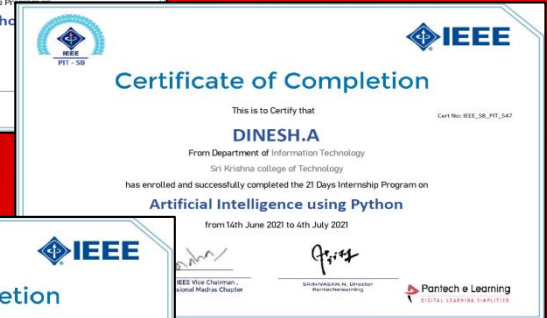 IEEE
PIT - SB
IEEE
Certificate of Completion
This is to Certify that
Cert No: IEEE_SB_PIT_547
DINESH.A
From Department of Information Technology
Sri Krishna college of Technology
has enrolled and successfully completed the 21 Days Internship Program on
Artificial Intelligence using Python
from 14th June 2021 to 4th July 2021
IEEE Vice Chairman ,
Madras Chapter
SRINIVASAN.N, Director
Pantechelearning
Pantech e Learning
DIGITAL LEARNING SIMPLIFIED
IEEE